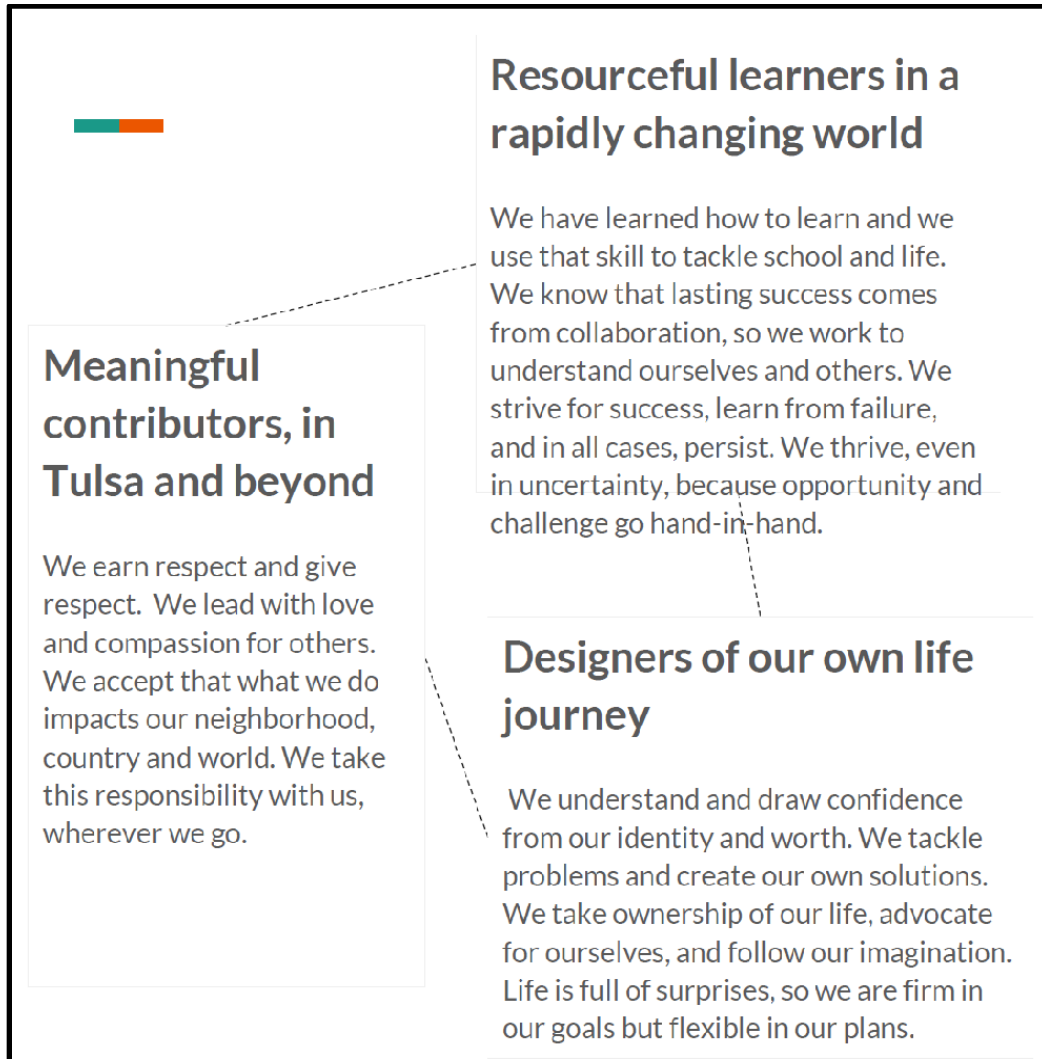 Resourceful learners in a
rapidly changing world
We have learned how to learn and we
use that skill to tackle school and life.
We know that lasting success comes
from collaboration, so we work to
understand ourselves and others. We
strive for success, learn from failure,
and in all cases, persist. We thrive, even
in uncertainty, because opportunity and
challenge go hand-in-hand.
Meaningful
contributors, in
Tulsa and beyond
We earn respect and give
respect.  We lead with love
and compassion for others.
We accept that what we do
impacts our neighborhood,
country and world. We take
this responsibility with us,
wherever we go.
Designers of our own life
journey
We understand and draw confidence
from our identity and worth. We tackle
problems and create our own solutions.
We take ownership of our life, advocate
for ourselves, and follow our imagination.
Life is full of surprises, so we are firm in
our goals but flexible in our plans.